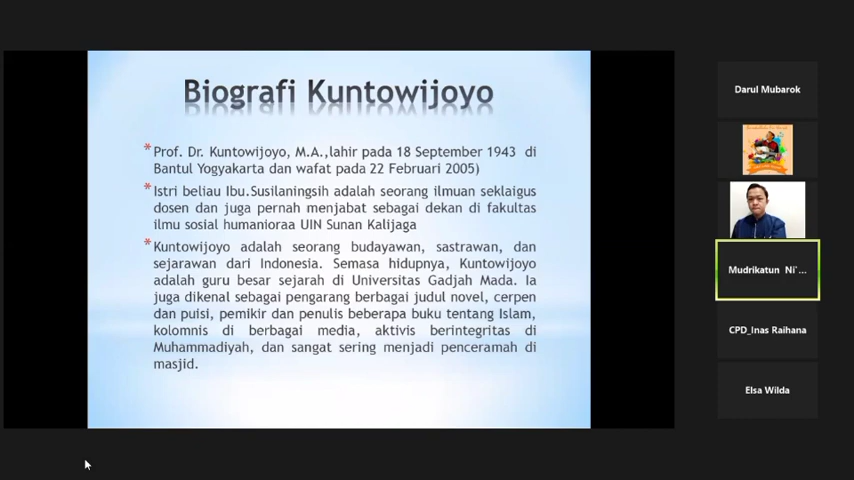 Biografi Kuntowijoyo
*Prof. Dr. Kuntowijoyo, M.A.,lahir pada 18 September 1943 di
Bantul Yogyakarta dan wafat pada 22 Februari 2005)
*Istri beliau Ibu.Susilaningsih adalah seorang ilmuan seklaigus
dosen dan juga pernah menjabat sebagai dekan di fakultas
ilmu sosial humanioraa UIN Sunan Kalijaga
*Kuntowijoyo adalah seorang budayawan, sastrawan, dan
sejarawan dari Indonesia. Semasa hidupnya, Kuntowijoyo
adalah guru besar sejarah di Universitas Gadjah Mada. Ia
juga dikenal sebagai pengarang berbagai judul novel, cerpen
dan puisi, pemikir dan penulis beberapa buku tentang Islam,
kolomnis di berbagai media, aktivis berintegritas di
Muhammadiyah, dan sangat sering menjadi penceramah di
masjid.
Darul Mubarok
Mudrikatun Ni'...
CPD_Inas Raihana
Elsa Wilda